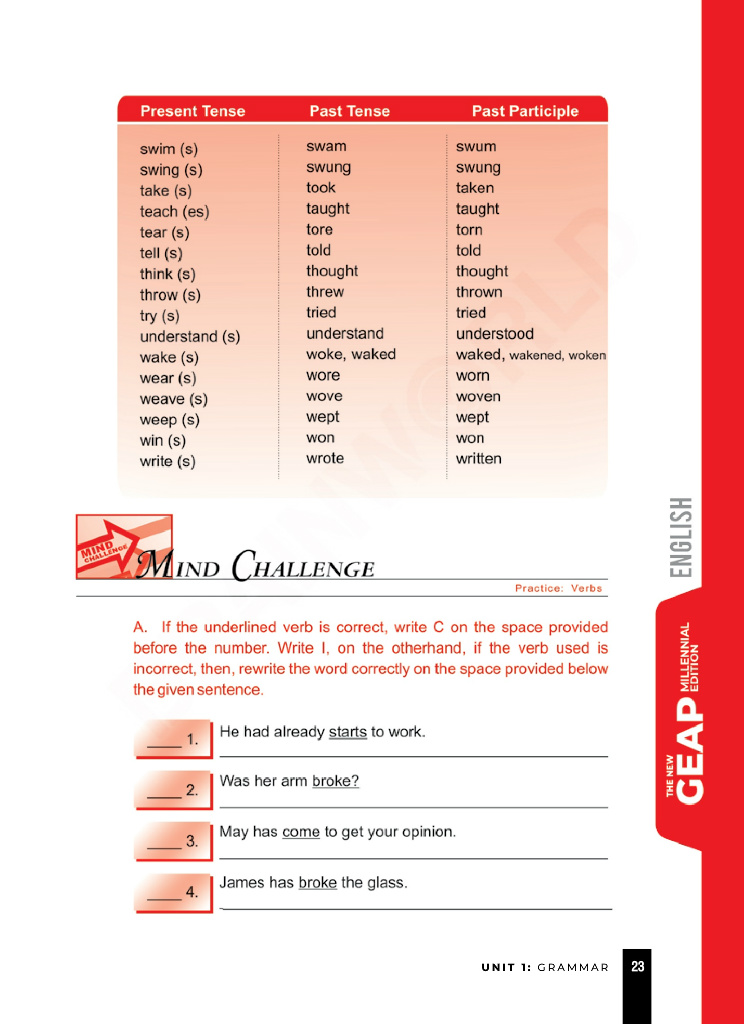 Present Tense Past Tense Past Participle
swim (s) swam swum
swing (s) swung swung
take (s) took taken
teach (es) taught taught
tear (s) tore torn
tell (s) told told
think (s) thought thought
throw (s) threw thrown
try (s) tried tried
understand (s) understand understood
wake (s) woke, waked waked, wakened, woken
wear (s) wore worn
weave (s) wove woven
weep (s) wept wept
win (s) won won
write (s) wrote written
MIND
CHALLENGE
MIND CHALLENGE
Practice: Verbs
A. If the underlined verb is correct, write C on the space provided
before the number. Write I, on the otherhand, if the verb used is
incorrect, then, rewrite the word correctly on the space provided below
the given sentence.
____ 1. He had already starts to work.
____ 2. Was her arm broke?
____ 3. May has come to get your opinion.
____ 4. James has broke the glass.
ENGLISH
THE NEW
GEAP MILLENNIAL
EDITION
UNIT 1: GRAMMAR 23